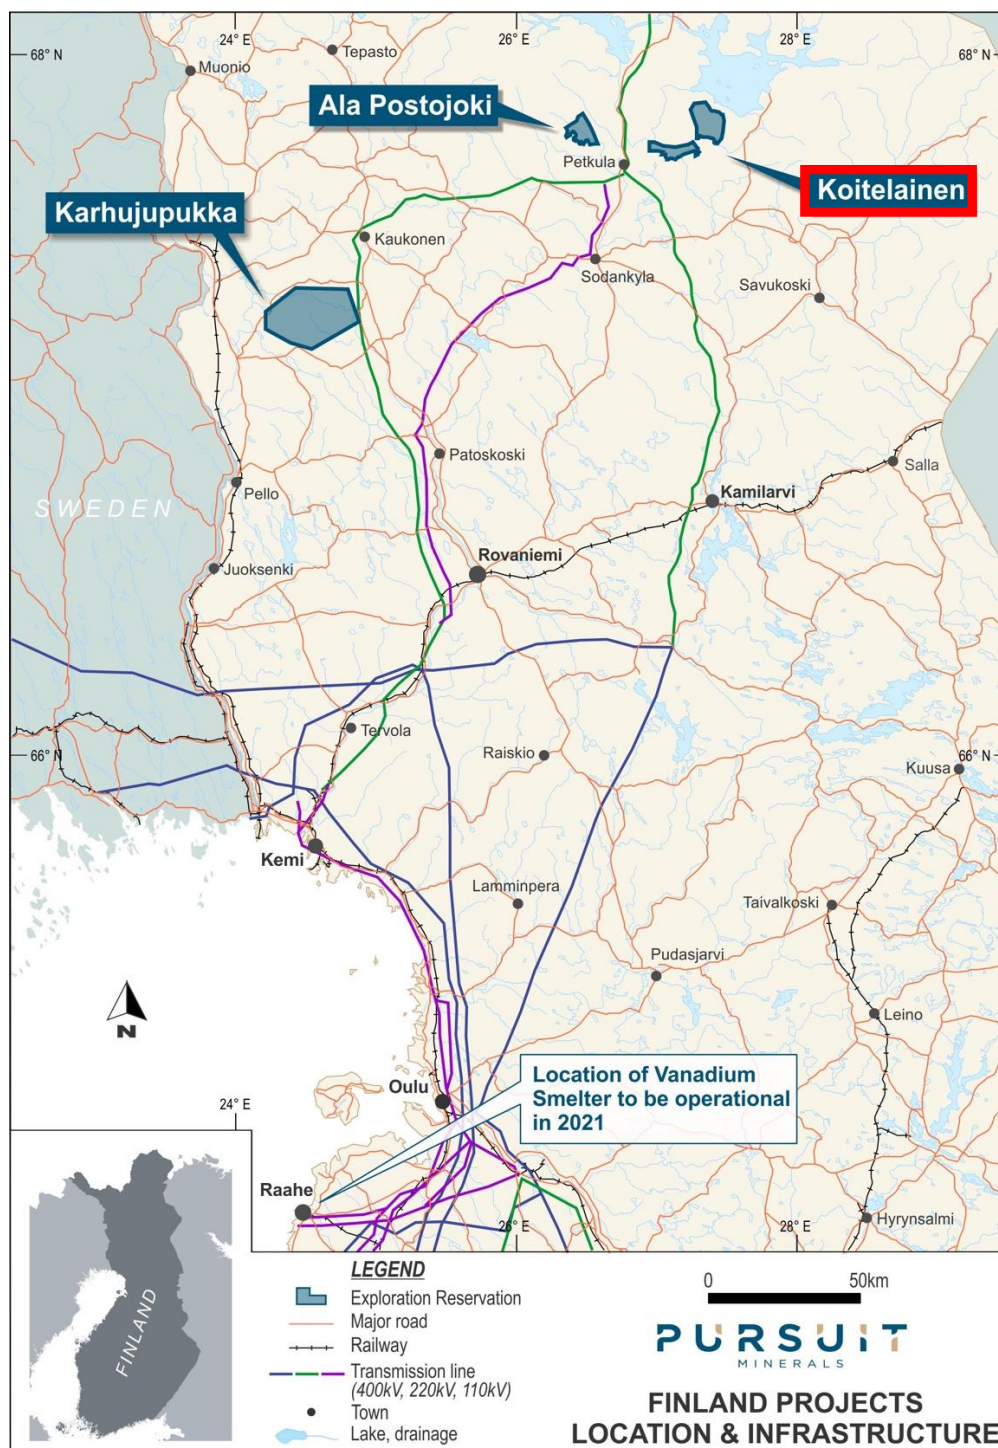 24° E
26° E
28° E
68° N
68° N
Tepasto
Muonio
Ala Postojoki
Petkula
Koitelainen
Karhujupukka
Kaukonen
Sodankyla
Savukoski
Patoskoski
Salla
Pello
Kamilarvi
SWEDEN
Rovaniemi
Juoksenki
Tervola
Raiskio
66° N
66° N
Kuusa
Kemi
Lamminpera
Taivalkoski
Pudasjarvi
N
Leino
Oulu
Location of Vanadium
Smelter to be operational
in 2021
24° E
Raahe
26° E
28° E
Hyrynsalmi
FINLAND
LEGEND
Exploration Reservation
Major road
Railway
Transmission line
(400kV, 220kV, 110kV)
Town
Lake, drainage
0 50km
PURSUIT
MINERALS
FINLAND PROJECTS
LOCATION & INFRASTRUCTURE